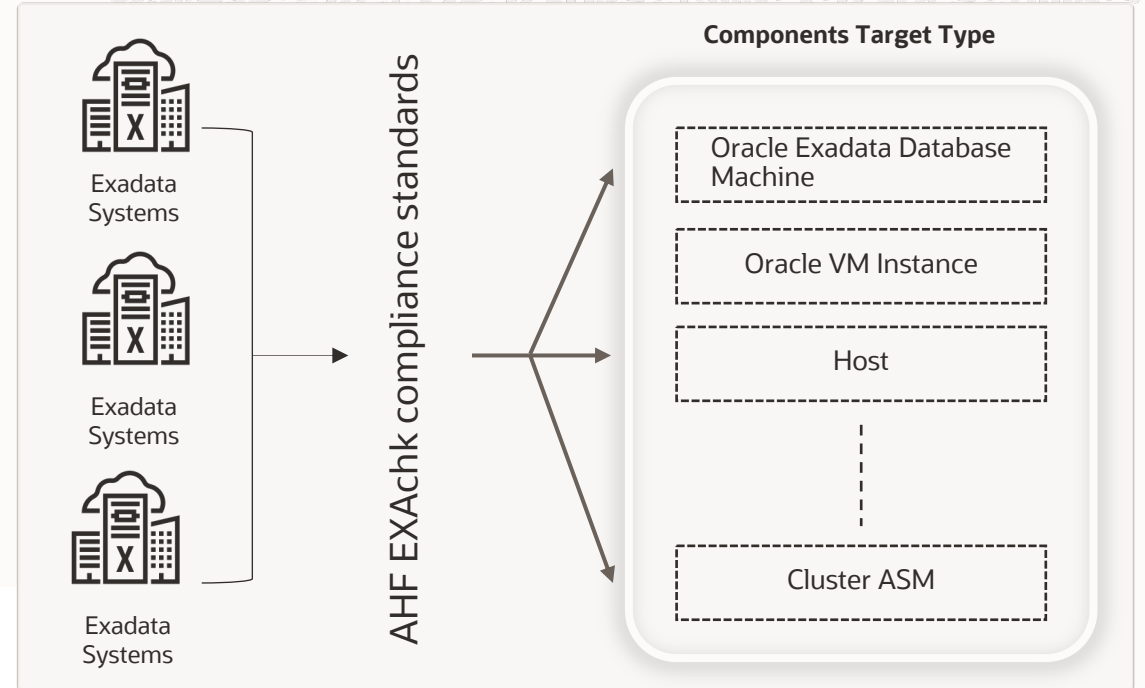 Components Target Type
Exadata
Systems
Exadata
Systems
Exadata
Systems
AHF EXAchk compliance standards
Oracle Exadata Database
Machine
Oracle VM Instance
Host
Cluster ASM
X
X
X